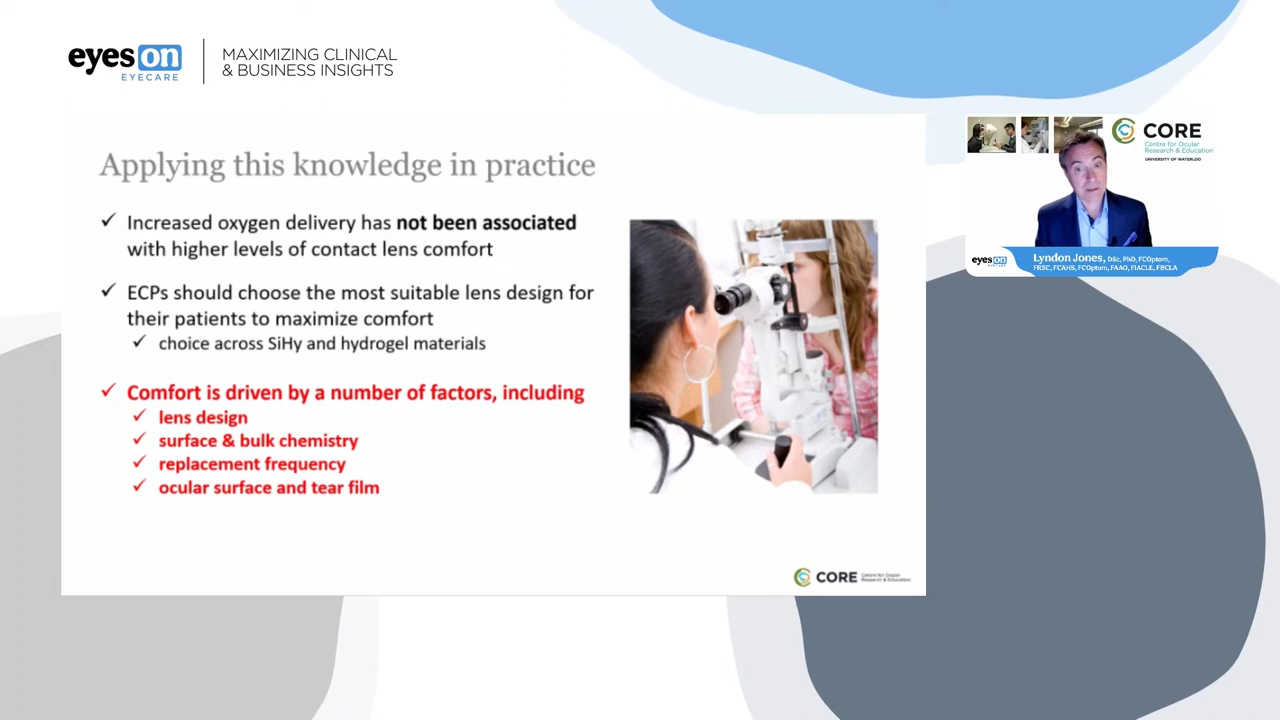 eyes on
EYECARE
MAXIMIZING CLINICAL
& BUSINESS INSIGHTS
Applying this knowledge in practice
✓ Increased oxygen delivery has not been associated
with higher levels of contact lens comfort
✓ ECPs should choose the most suitable lens design for
their patients to maximize comfort
✓ choice across SiHy and hydrogel materials
✓ Comfort is driven by a number of factors, including
✓ lens design
✓ surface & bulk chemistry
✓ replacement frequency
✓ ocular surface and tear film
CORE
Centre for Ocular
Research & Education
CORE
Centre for Ocular
Research & Education
UNIVERSITY OF WATERLOO
eyes on
EYECARE
Lyndon Jones, DSc, PhD, FCOptom,
FRSC, FCAHS, FCOptom, FAAO, FIACLE, FBCLA